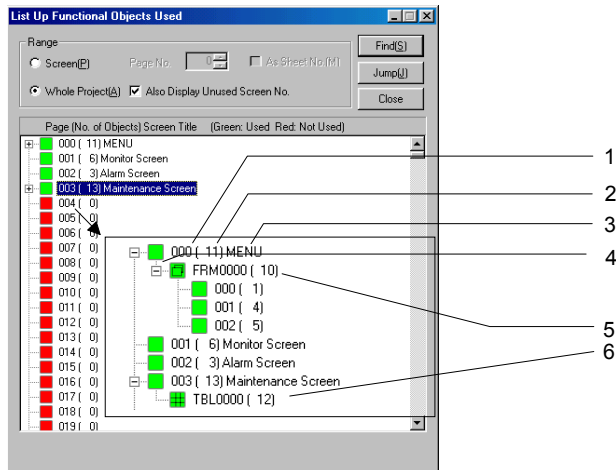 List Up Functional Objects Used
Range
Screen(P) Page No. 0 As Sheet No.(M)
Whole Project(A) Also Display Unused Screen No.
Find(S)
Jump(J)
Close
Page (No. of Objects) Screen Title (Green: Used Red: Not Used)
000 ( 11) MENU
001 ( 6) Monitor Screen
002 ( 3) Alarm Screen
003 ( 13) Maintenance Screen
004 ( 0)
005 ( 0)
006 ( 0)
007 ( 0)
008 ( 0)
009 ( 0)
010 ( 0)
011 ( 0)
012 ( 0)
013 ( 0)
014 ( 0)
015 ( 0)
016 ( 0)
017 ( 0)
018 ( 0)
019 ( 0)
000 ( 11) MENU
FRM0000 ( 10)
000 ( 1)
001 ( 4)
002 ( 5)
001 ( 6) Monitor Screen
002 ( 3) Alarm Screen
003 ( 13) Maintenance Screen
TBL0000 ( 12)
1
2
3
4
5
6